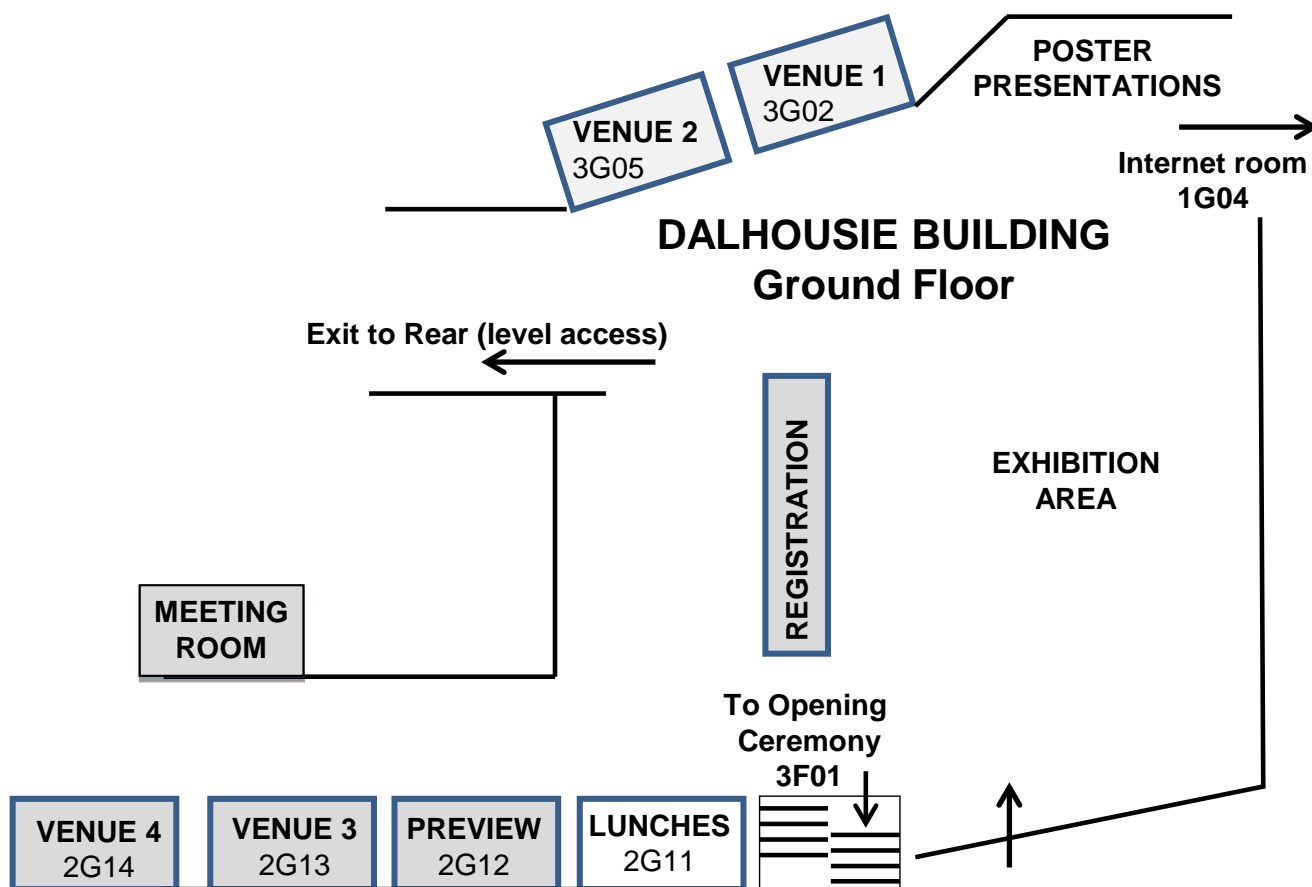 POSTER
PRESENTATIONS
VENUE 1
3G02
VENUE 2
3G05
Internet room
1G04
DALHOUSIE BUILDING
Ground Floor
Exit to Rear (level access)
REGISTRATION
EXHIBITION
AREA
MEETING
ROOM
To Opening
Ceremony
3F01
VENUE 4
2G14
VENUE 3
2G13
PREVIEW
2G12
LUNCHES
2G11